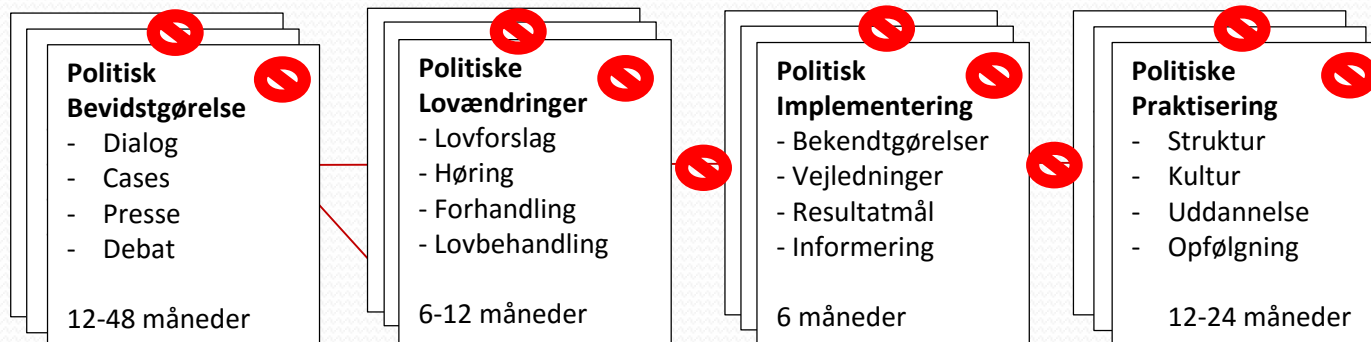 Politisk
Bevidstgørelse
- Dialog
- Cases
- Presse
- Debat
12-48 måneder
Politiske
Lovændringer
- Lovforslag
- Høring
- Forhandling
- Lovbehandling
6-12 måneder
Politisk
Implementering
- Bekendtgørelser
- Vejledninger
- Resultatmål
- Informering
6 måneder
Politiske
Praktisering
- Struktur
- Kultur
- Uddannelse
- Opfølgning
12-24 måneder